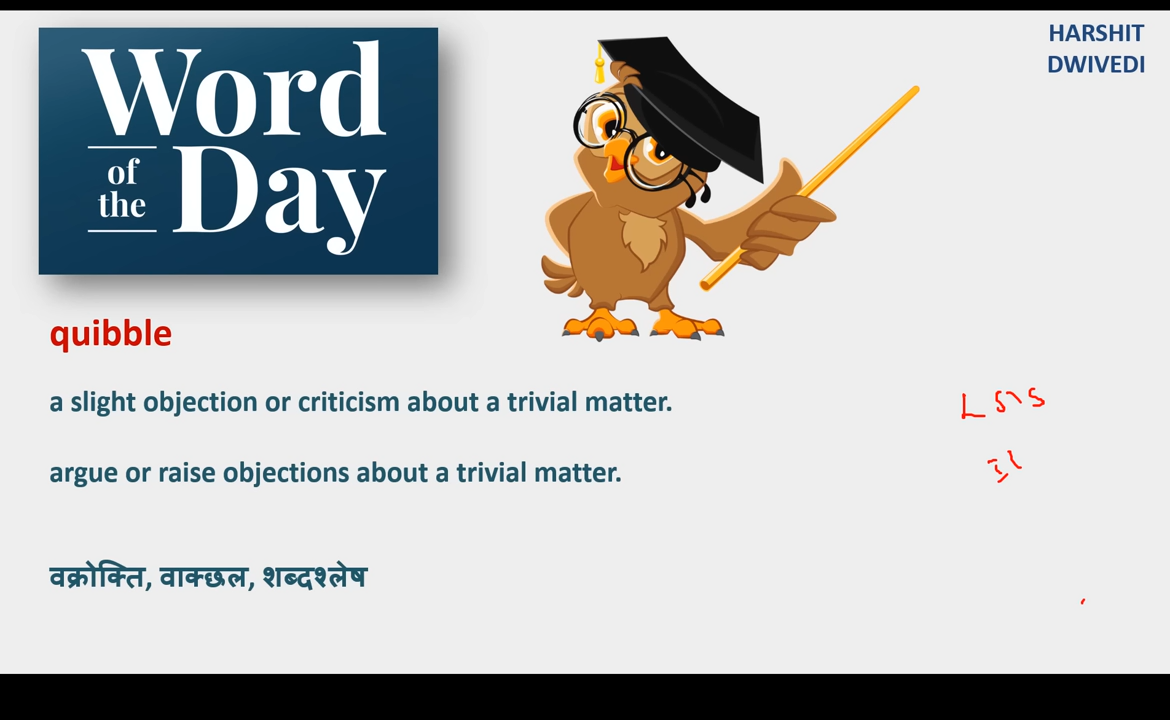 Word
of
the
Day
HARSHIT
DWIVEDI
quibble
a slight objection or criticism about a trivial matter.
argue or raise objections about a trivial matter.
वक्रोक्ति, वाक्छल, शब्दश्लेष